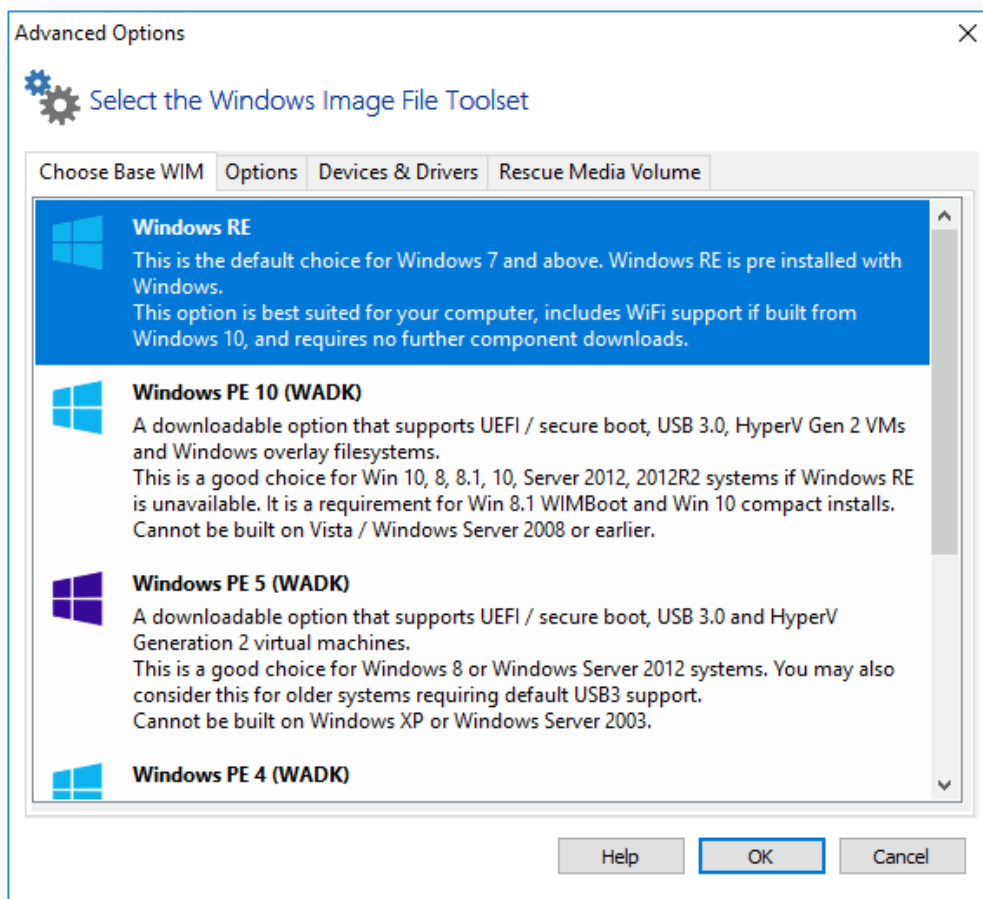 Advanced Options
Select the Windows Image File Toolset
Choose Base WIM Options Devices & Drivers Rescue Media Volume
Windows RE
This is the default choice for Windows 7 and above. Windows RE is pre installed with
Windows.
This option is best suited for your computer, includes WiFi support if built from
Windows 10, and requires no further component downloads.
Windows PE 10 (WADK)
A downloadable option that supports UEFI / secure boot, USB 3.0, HyperV Gen 2 VMs
and Windows overlay filesystems.
This is a good choice for Win 10, 8, 8.1, 10, Server 2012, 2012R2 systems if Windows RE
is unavailable. It is a requirement for Win 8.1 WIMBoot and Win 10 compact installs.
Cannot be built on Vista / Windows Server 2008 or earlier.
Windows PE 5 (WADK)
A downloadable option that supports UEFI / secure boot, USB 3.0 and HyperV
Generation 2 virtual machines.
This is a good choice for Windows 8 or Windows Server 2012 systems. You may also
consider this for older systems requiring default USB3 support.
Cannot be built on Windows XP or Windows Server 2003.
Windows PE 4 (WADK)
Help OK Cancel